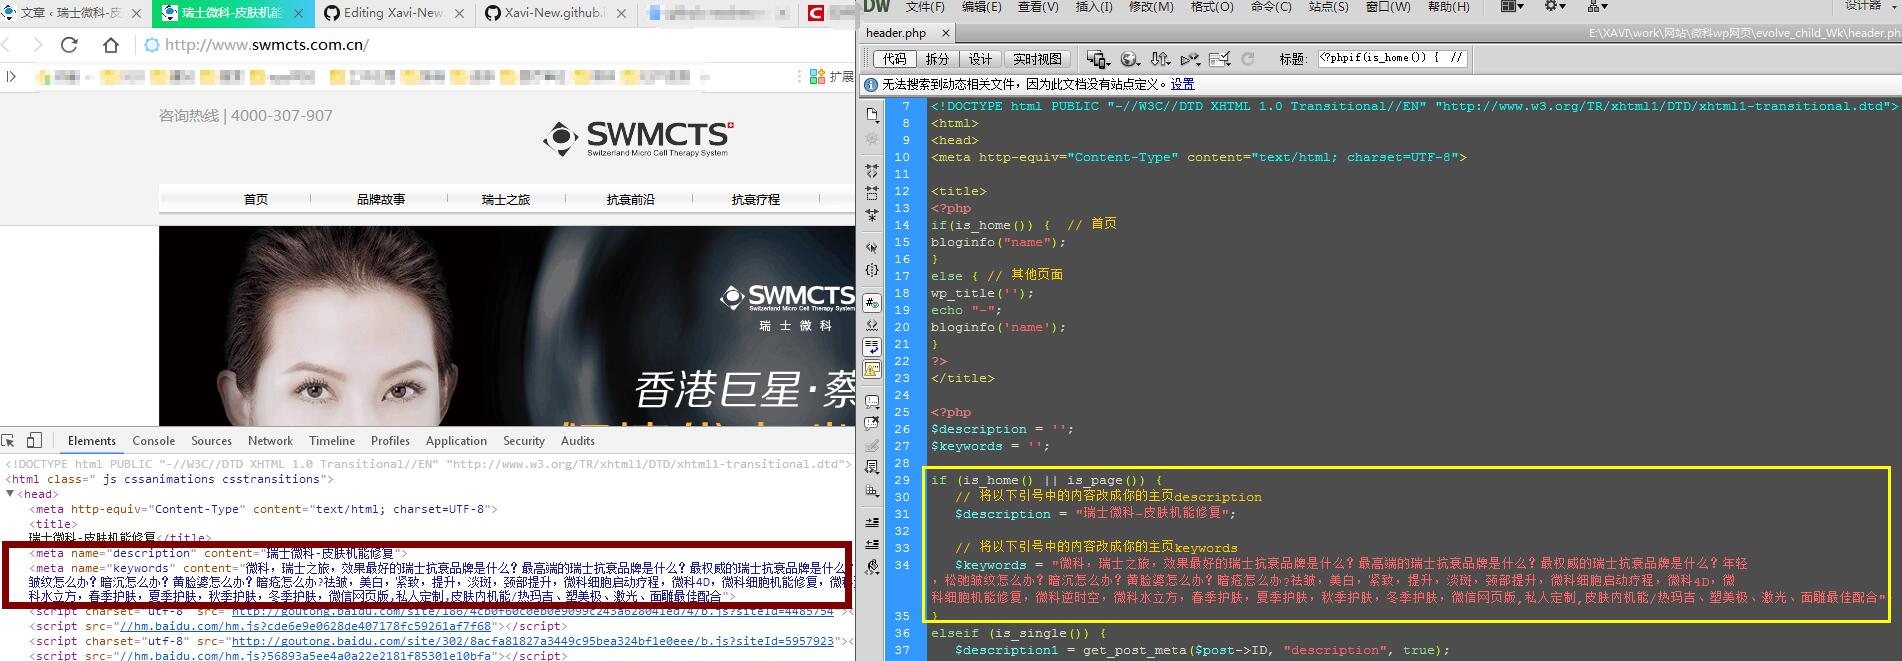 文章 ‹ 瑞士微科-皮
瑞士微科-皮肤机能
Editing Xavi-New.
Xavi-New.github.i
http://www.swmcts.com.cn/
扩展
咨询热线 | 4000-307-907
SWMCTS
Switzerland Micro Cell Therapy System
首页
品牌故事
瑞士之旅
抗衰前沿
抗衰疗程
SWMCTS
Switzerland Micro Cell Therapy System
瑞 士 微 科
香港巨星·蔡
Elements Console Sources Network Timeline Profiles Application Security Audits
<!DOCTYPE html PUBLIC "-//W3C//DTD XHTML 1.0 Transitional//EN" "http://www.w3.org/TR/xhtml1/DTD/xhtml1-transitional.dtd">
<html class=" js cssanimations csstransitions">
<head>
<meta http-equiv="Content-Type" content="text/html; charset=UTF-8">
<title>
瑞士微科-皮肤机能修复</title>
<meta name="description" content="瑞士微科-皮肤机能修复">
<meta name="keywords" content="微科，瑞士之旅，效果最好的瑞士抗衰品牌是什么？最高端的瑞士抗衰品牌是什么？最权威的瑞士抗衰品牌是什么
皱纹怎么办？暗沉怎么办？黄脸婆怎么办？暗疮怎么办?祛皱，美白，紧致，提升，淡斑，颈部提升，微科细胞启动疗程，微科4D，微科细胞机能修复，微科
科水立方，春季护肤，夏季护肤，秋季护肤，冬季护肤，微信网页版,私人定制,皮肤内机能/热玛吉、塑美极、激光、面雕最佳配合">
<script charset="utf-8" src="http://goutong.baidu.com/site/186/4cb0f60c0eb0e9099c243a628041ed74/b.js?siteId=4485754
<script src="//hm.baidu.com/hm.js?cde6e9e0628de407178fc59261af7f68"></script>
<script charset="utf-8" src="http://goutong.baidu.com/site/302/8acfa81827a3449c95bea324bf1e0eee/b.js?siteId=5957923"><
<script src="//hm.baidu.com/hm.js?56893a5ee4a0a22e2181f85301e10bfa"></script>
DW 文件(F) 编辑(E) 查看(V) 插入(I) 修改(M) 格式(O) 命令(C) 站点(S) 窗口(W) 帮助(H) 设计器
header.php
E:\XAVI\work\网站\微科wp网页\evolve_child_Wk\header.ph
代码 拆分 设计 实时视图 标题: <?phpif(is_home()) { //
无法搜索到动态相关文件，因为此文档没有站点定义。设置
7 <!DOCTYPE html PUBLIC "-//W3C//DTD XHTML 1.0 Transitional//EN" "http://www.w3.org/TR/xhtml1/DTD/xhtml1-transitional.dtd">
8 <html>
9 <head>
10 <meta http-equiv="Content-Type" content="text/html; charset=UTF-8">
11
12 <title>
13 <?php
14 if(is_home()) { // 首页
15 bloginfo("name");
16 }
17 else { // 其他页面
18 wp_title('');
19 echo "-";
20 bloginfo('name');
21 }
22 ?>
23 </title>
24
25 <?php
26 $description = '';
27 $keywords = '';
28
29 if (is_home() || is_page()) {
30 // 将以下引号中的内容改成你的主页description
31 $description = "瑞士微科-皮肤机能修复";
32
33 // 将以下引号中的内容改成你的主页keywords
34 $keywords = "微科，瑞士之旅，效果最好的瑞士抗衰品牌是什么？最高端的瑞士抗衰品牌是什么？最权威的瑞士抗衰品牌是什么？年轻
，松弛皱纹怎么办？暗沉怎么办？黄脸婆怎么办？暗疮怎么办?祛皱，美白，紧致，提升，淡斑，颈部提升，微科细胞启动疗程，微科4D，微
科细胞机能修复，微科逆时空，微科水立方，春季护肤，夏季护肤，秋季护肤，冬季护肤，微信网页版,私人定制,皮肤内机能/热玛吉、塑美极、激光、面雕最佳配合"
35 }
36 elseif (is_single()) {
37 $description1 = get_post_meta($post->ID, "description", true);